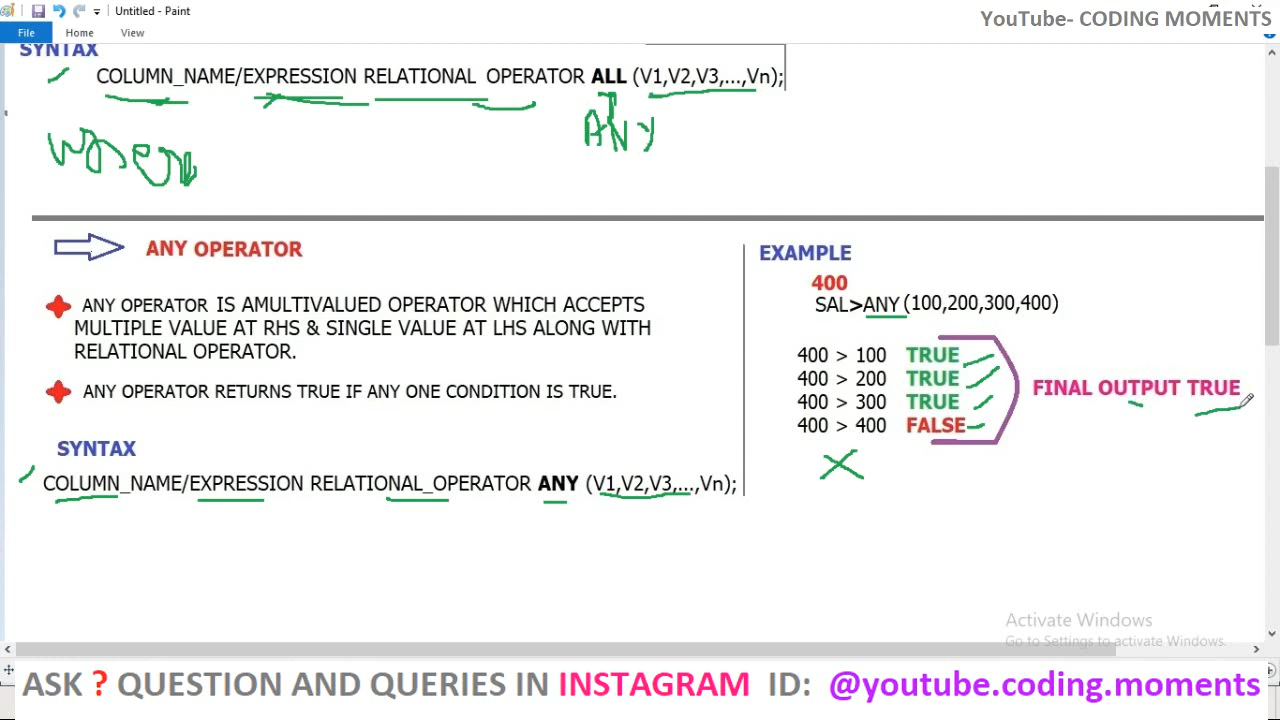 Untitled - Paint
YouTube- CODING MOMENTS
File Home View
SYNTAX
COLUMN_NAME/EXPRESSION RELATIONAL OPERATOR ALL (V1,V2,V3,...,Vn);
ANY
ANY OPERATOR
ANY OPERATOR IS AMULTIVALUED OPERATOR WHICH ACCEPTS
MULTIPLE VALUE AT RHS & SINGLE VALUE AT LHS ALONG WITH
RELATIONAL OPERATOR.
ANY OPERATOR RETURNS TRUE IF ANY ONE CONDITION IS TRUE.
SYNTAX
COLUMN_NAME/EXPRESSION RELATIONAL_OPERATOR ANY (V1,V2,V3,...,Vn);
EXAMPLE
400
SAL>ANY(100,200,300,400)
400 > 100 TRUE
400 > 200 TRUE
400 > 300 TRUE
400 > 400 FALSE
FINAL OUTPUT TRUE
Activate Windows
Go to Settings to activate Windows.
ASK ? QUESTION AND QUERIES IN INSTAGRAM ID: @youtube.coding.moments